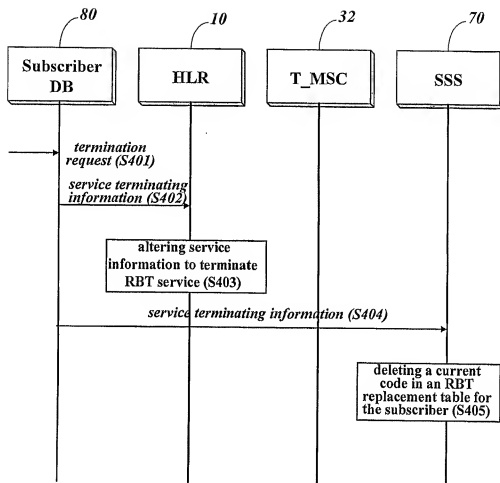 80
10
32
70
Subscriber
DB
HLR
T_MSC
SSS
termination
request (S401)
service terminating
information (S402)
altering service
information to terminate
RBT service (S403)
service terminating information (S404)
deleting a current
code in an RBT
replacement table for
the subscriber (S405)